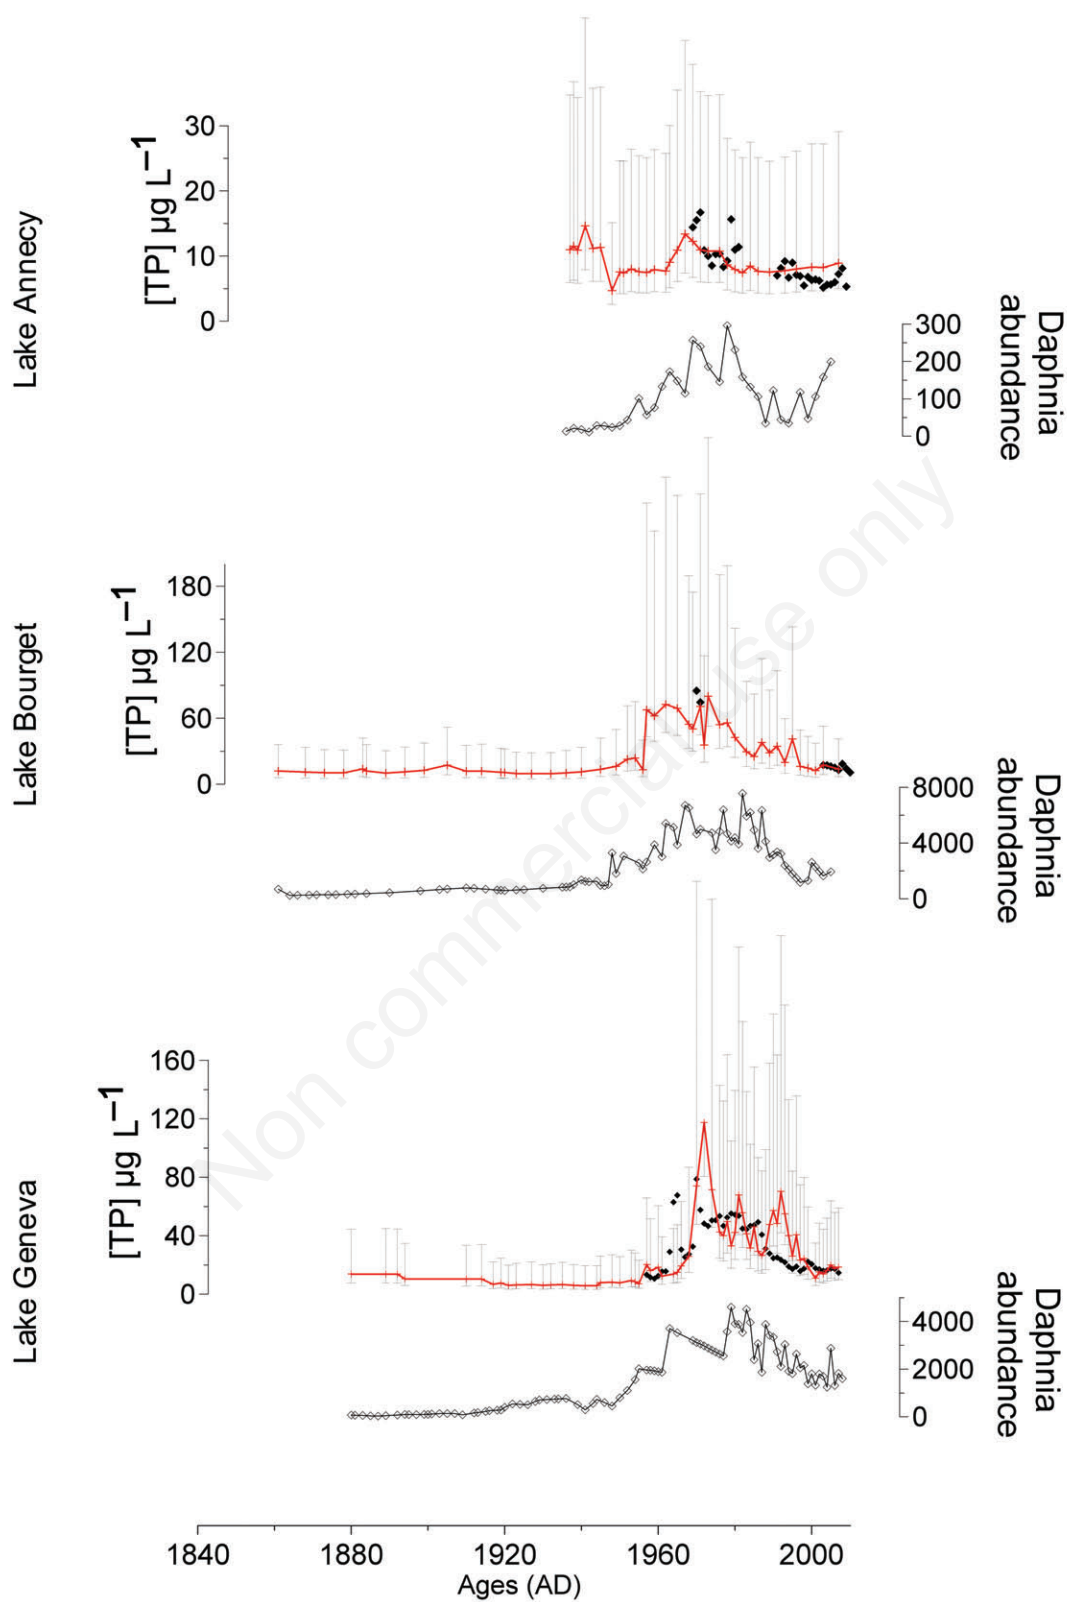 Lake Annecy
[TP] µg L−1
30
20
10
0
300
200
100
0
Daphnia
abundance
Lake Bourget
[TP] µg L−1
180
120
60
0
8000
4000
0
Daphnia
abundance
Lake Geneva
[TP] µg L−1
160
120
80
40
0
4000
2000
0
Daphnia
abundance
1840 1880 1920 1960 2000
Ages (AD)
Non commercial use only